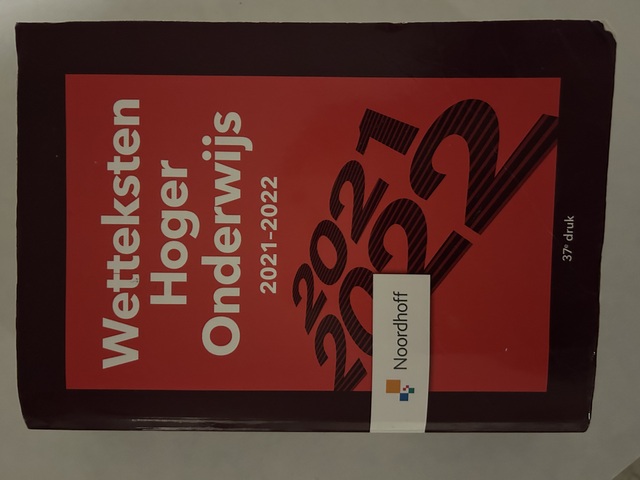 Wetteksten
Hoger
Onderwijs
2021-2022
2021
2022
Noordhoff
37e druk